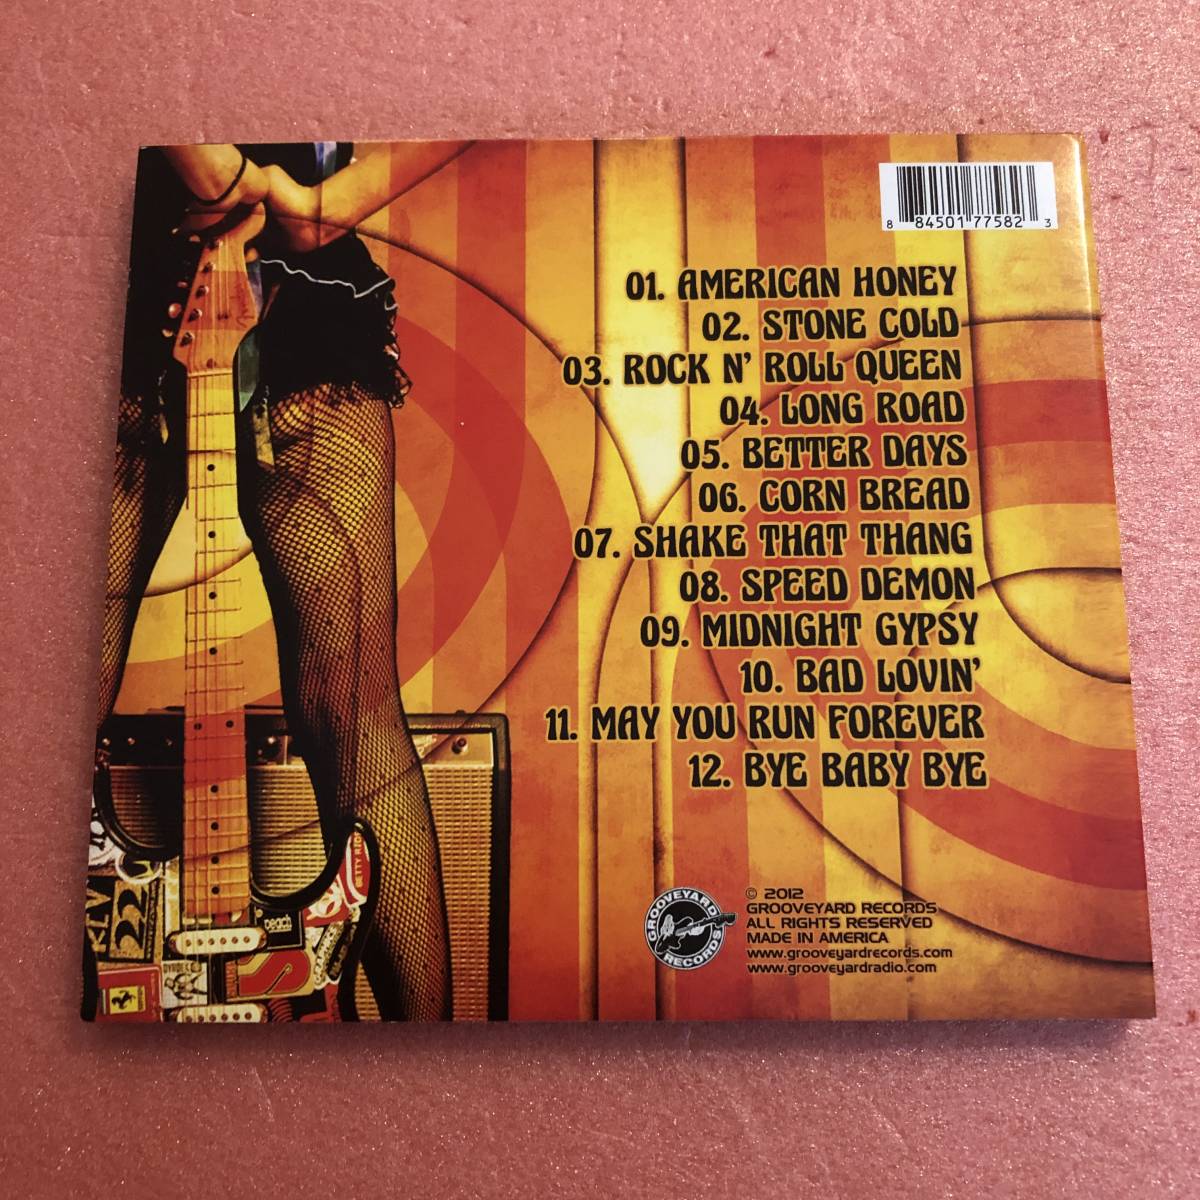 8 84501 77582 3
01. AMERICAN HONEY
02. STONE COLD
03. ROCK N' ROLL QUEEN
04. LONG ROAD
05. BETTER DAYS
06. CORN BREAD
07. SHAKE THAT THANG
08. SPEED DEMON
09. MIDNIGHT GYPSY
10. BAD LOVIN'
11. MAY YOU RUN FOREVER
12. BYE BABY BYE
GROOVEYARD
RECORDS
© 2012
GROOVEYARD RECORDS
ALL RIGHTS RESERVED
MADE IN AMERICA
www.grooveyardrecords.com
www.grooveyardradio.com
22
Peach
S